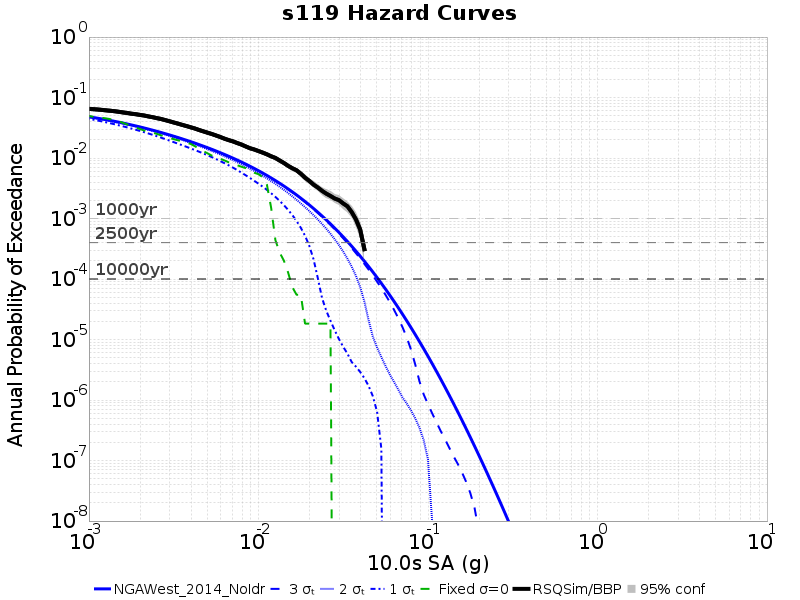 s119 Hazard Curves
Annual Probability of Exceedance
10^0
10^-1
10^-2
10^-3
10^-4
10^-5
10^-6
10^-7
10^-8
1000yr
2500yr
10000yr
10^-3 10^-2 10^-1 10^0 10^1
10.0s SA (g)
NGAWest_2014_NoIdr 3 σₜ 2 σₜ 1 σₜ Fixed σ=0 RSQSim/BBP 95% conf